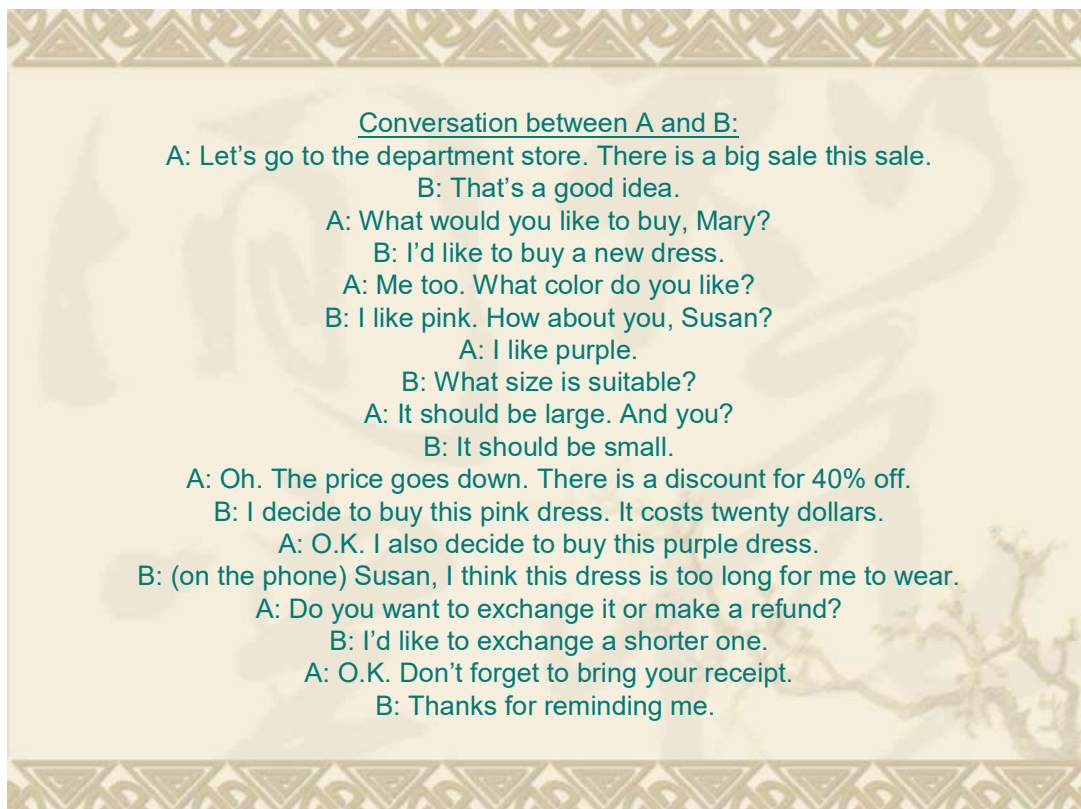 Conversation between A and B:
A: Let’s go to the department store. There is a big sale this sale.
B: That’s a good idea.
A: What would you like to buy, Mary?
B: I’d like to buy a new dress.
A: Me too. What color do you like?
B: I like pink. How about you, Susan?
A: I like purple.
B: What size is suitable?
A: It should be large. And you?
B: It should be small.
A: Oh. The price goes down. There is a discount for 40% off.
B: I decide to buy this pink dress. It costs twenty dollars.
A: O.K. I also decide to buy this purple dress.
B: (on the phone) Susan, I think this dress is too long for me to wear.
A: Do you want to exchange it or make a refund?
B: I’d like to exchange a shorter one.
A: O.K. Don’t forget to bring your receipt.
B: Thanks for reminding me.